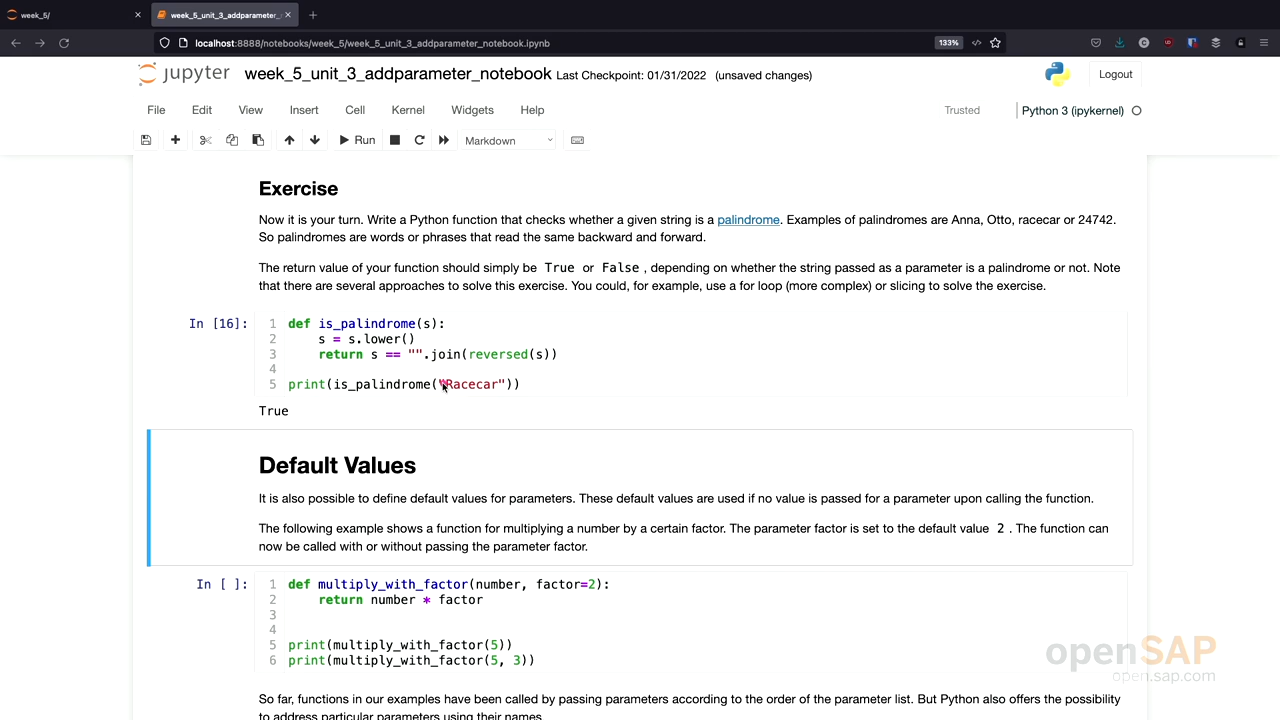 week_5/
week_5_unit_3_addparameter_
localhost:8888/notebooks/week_5/week_5_unit_3_addparameter_notebook.ipynb
133%
jupyter week_5_unit_3_addparameter_notebook Last Checkpoint: 01/31/2022 (unsaved changes)
Logout
File Edit View Insert Cell Kernel Widgets Help
Trusted Python 3 (ipykernel)
Run Markdown
Exercise
Now it is your turn. Write a Python function that checks whether a given string is a palindrome. Examples of palindromes are Anna, Otto, racecar or 24742.
So palindromes are words or phrases that read the same backward and forward.
The return value of your function should simply be True or False , depending on whether the string passed as a parameter is a palindrome or not. Note
that there are several approaches to solve this exercise. You could, for example, use a for loop (more complex) or slicing to solve the exercise.
In [16]:
1 def is_palindrome(s):
2 s = s.lower()
3 return s == "".join(reversed(s))
4
5 print(is_palindrome("Racecar"))
True
Default Values
It is also possible to define default values for parameters. These default values are used if no value is passed for a parameter upon calling the function.
The following example shows a function for multiplying a number by a certain factor. The parameter factor is set to the default value 2 . The function can
now be called with or without passing the parameter factor.
In [ ]:
1 def multiply_with_factor(number, factor=2):
2 return number * factor
3
4
5 print(multiply_with_factor(5))
6 print(multiply_with_factor(5, 3))
openSAP
open.sap.com
So far, functions in our examples have been called by passing parameters according to the order of the parameter list. But Python also offers the possibility
to address particular parameters using their names.